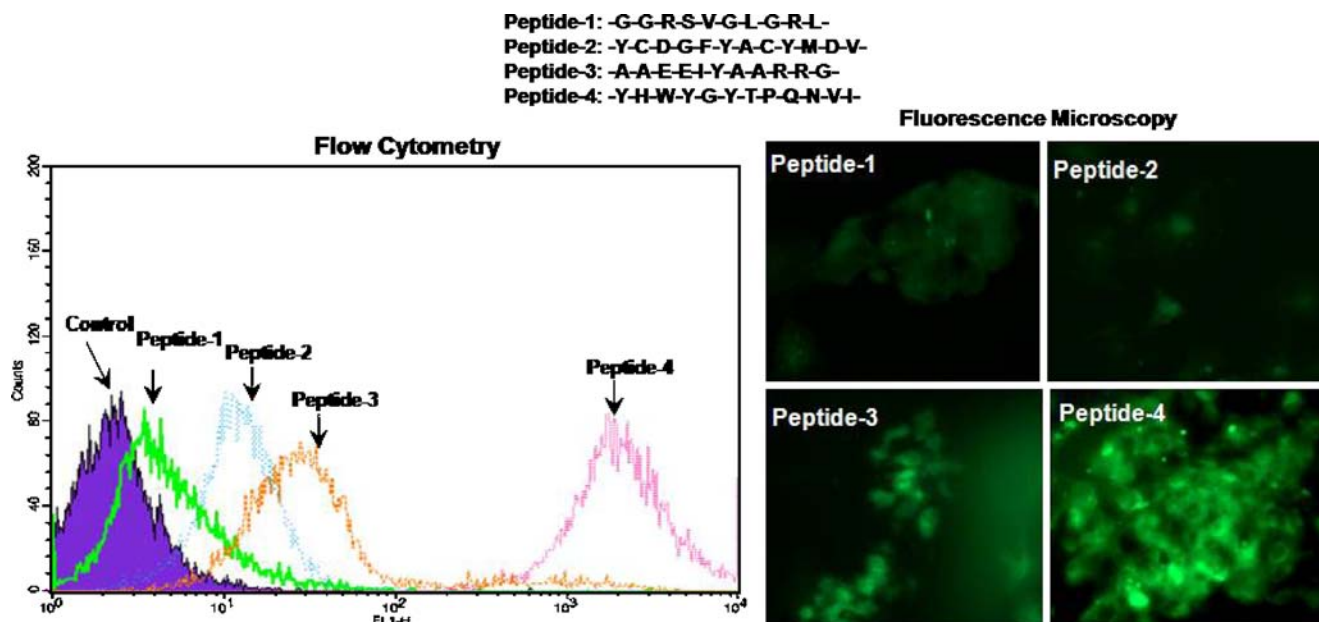 Peptide-1: -G-G-R-S-V-G-L-G-R-L-
Peptide-2: -Y-C-D-G-F-Y-A-C-Y-M-D-V-
Peptide-3: -A-A-E-E-I-Y-A-A-R-R-G-
Peptide-4: -Y-H-W-Y-G-Y-T-P-Q-N-V-I-
Flow Cytometry
Fluorescence Microscopy
200
160
120
80
40
0
Counts
Control
Peptide-1
Peptide-2
Peptide-3
Peptide-4
10⁰
10¹
10²
10³
10⁴
Peptide-1
Peptide-2
Peptide-3
Peptide-4